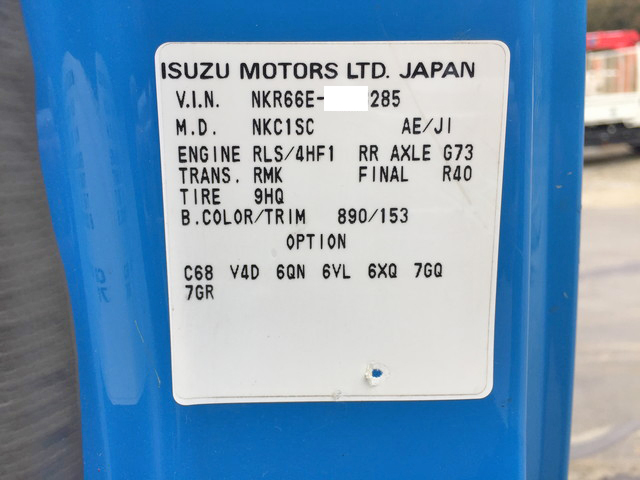 ISUZU MOTORS LTD. JAPAN
V.I.N. NKR66E- 285
M.D. NKC1SC AE/JI
ENGINE RLS/4HF1 RR AXLE G73
TRANS. RMK FINAL R40
TIRE 9HQ
B.COLOR/TRIM 890/153
OPTION
C68 V4D 6QN 6VL 6XQ 7GQ
7GR